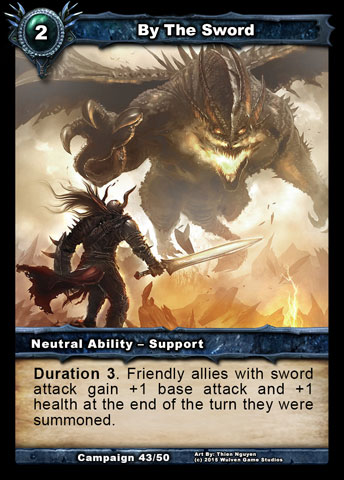 2
By The Sword
Neutral Ability – Support
Duration 3. Friendly allies with sword
attack gain +1 base attack and +1
health at the end of the turn they were
summoned.
Campaign 43/50
Art By: Thien Nguyen
(c) 2015 Wulven Game Studios